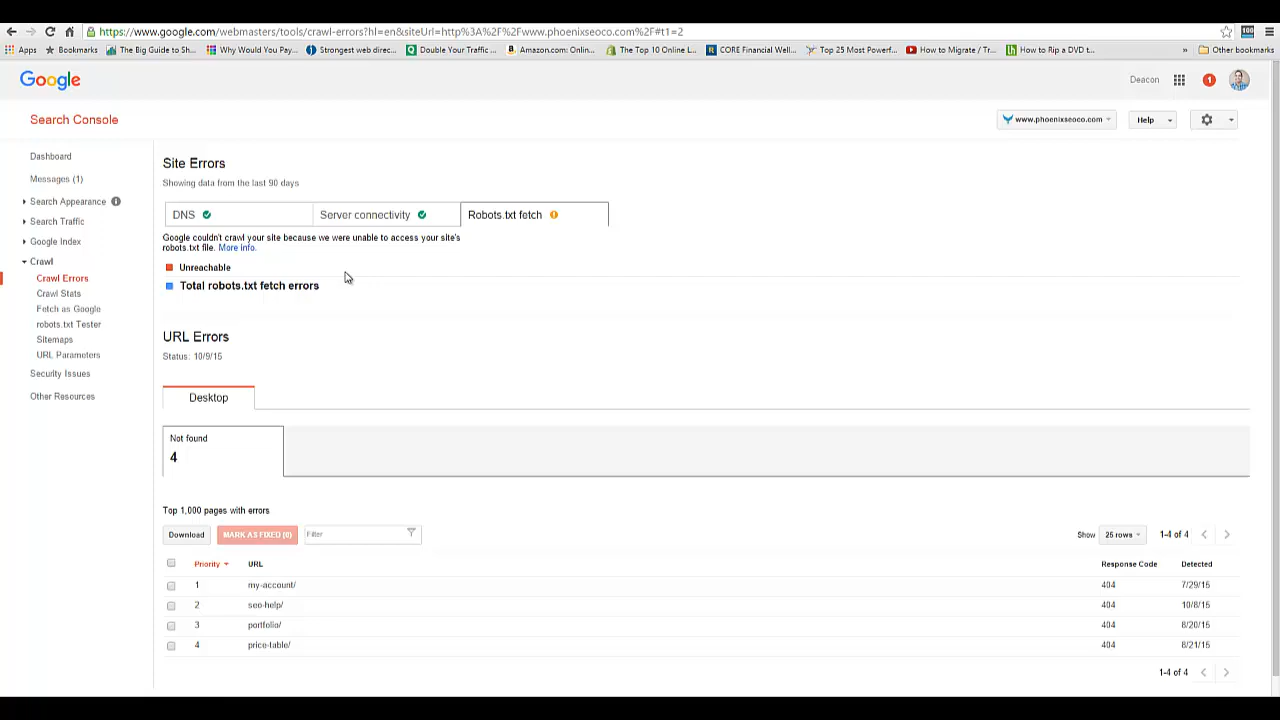 https://www.google.com/webmasters/tools/crawl-errors?hl=en&siteUrl=http%3A%2F%2Fwww.phoenixseoco.com%2F#t1=2
Apps Bookmarks The Big Guide to Sh... Why Would You Pay... Strongest web direc... Double Your Traffic ... Amazon.com: Onlin... The Top 10 Online L... CORE Financial Well... Top 25 Most Powerf... How to Migrate / Tr... How to Rip a DVD t... » Other bookmarks
Google
Deacon 1
Search Console
www.phoenixseoco.com Help
Dashboard
Messages (1)
Search Appearance
Search Traffic
Google Index
Crawl
Crawl Errors
Crawl Stats
Fetch as Google
robots.txt Tester
Sitemaps
URL Parameters
Security Issues
Other Resources
Site Errors
Showing data from the last 90 days
DNS Server connectivity Robots.txt fetch
Google couldn't crawl your site because we were unable to access your site's
robots.txt file. More info.
Unreachable
Total robots.txt fetch errors
URL Errors
Status: 10/9/15
Desktop
Not found
4
Top 1,000 pages with errors
Download MARK AS FIXED (0) Filter Show 25 rows 1-4 of 4
Priority URL Response Code Detected
1 my-account/ 404 7/29/15
2 seo-help/ 404 10/8/15
3 portfolio/ 404 8/20/15
4 price-table/ 404 8/21/15
1-4 of 4